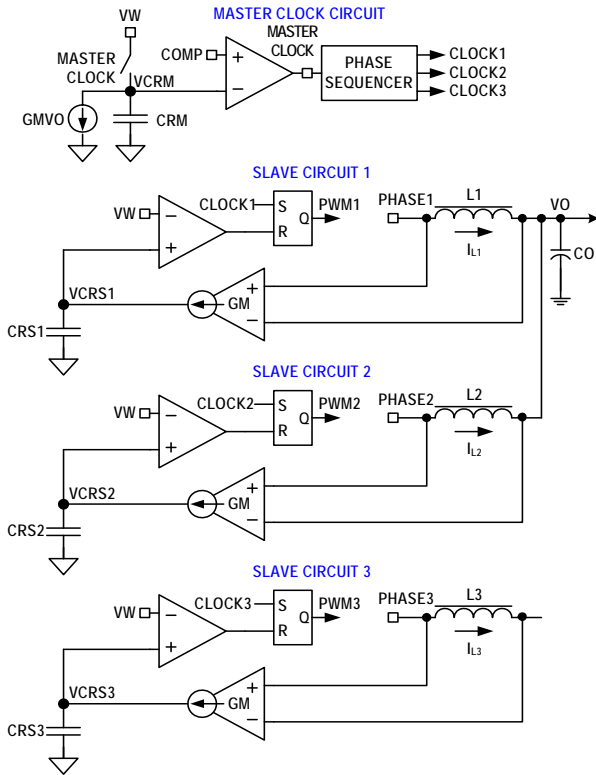 MASTER CLOCK CIRCUIT
VW
MASTER
CLOCK
VCRM
GMVO
CRM
COMP
+
−
MASTER
CLOCK
PHASE
SEQUENCER
CLOCK1
CLOCK2
CLOCK3
SLAVE CIRCUIT 1
VW
−
+
CLOCK1
S
R
Q
PWM1
PHASE1
L1
IL1
VO
CO
VCRS1
CRS1
GM
+
−
SLAVE CIRCUIT 2
VW
−
+
CLOCK2
S
R
Q
PWM2
PHASE2
L2
IL2
VCRS2
CRS2
GM
+
−
SLAVE CIRCUIT 3
VW
−
+
CLOCK3
S
R
Q
PWM3
PHASE3
L3
IL3
VCRS3
CRS3
GM
+
−